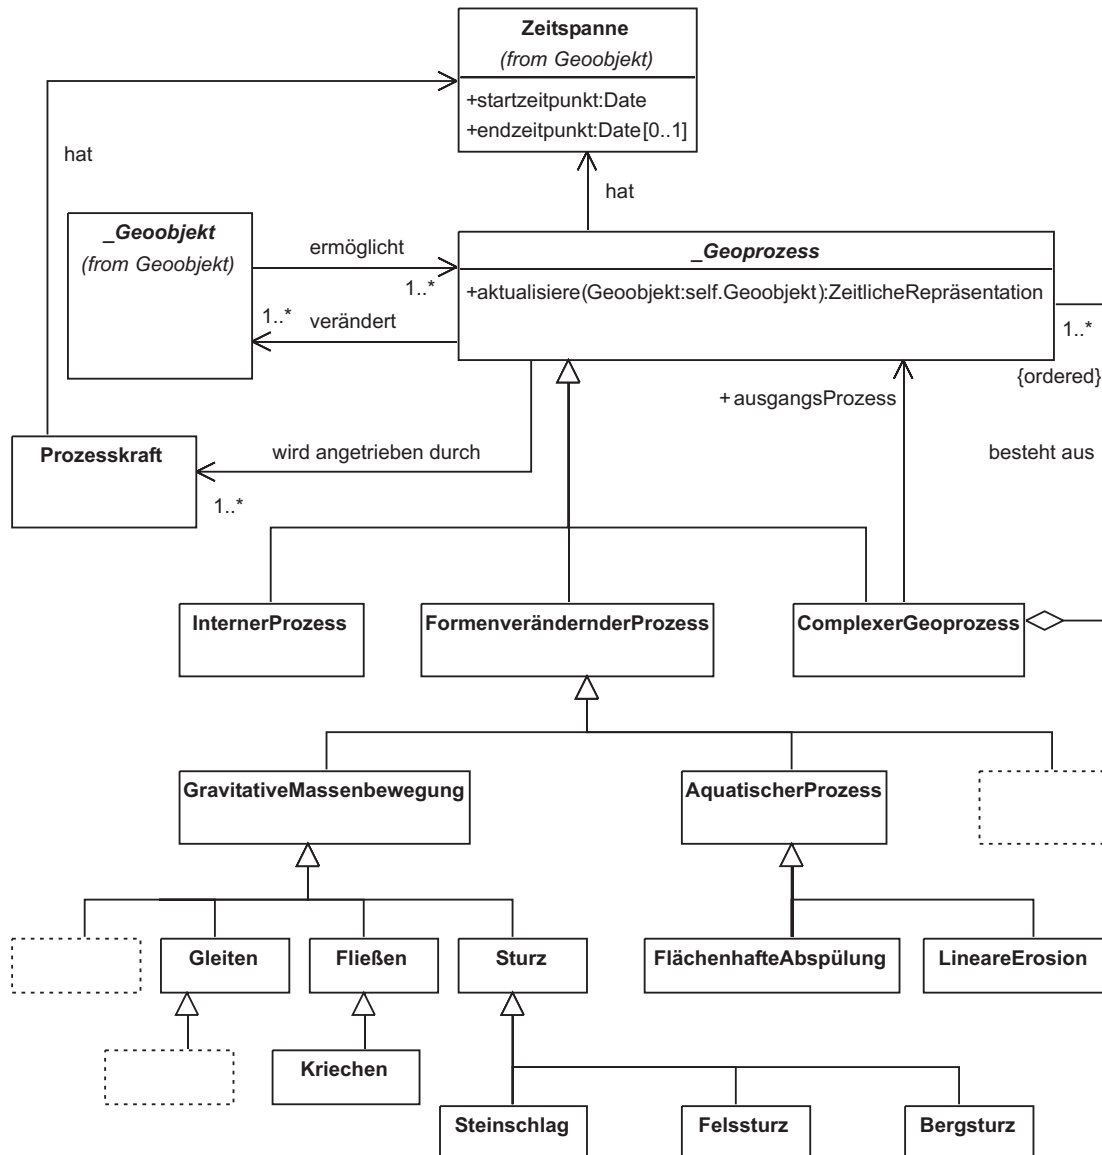 Zeitspanne
(from Geoobjekt)
+startzeitpunkt:Date
+endzeitpunkt:Date[0..1]
hat
hat
_Geoobjekt
(from Geoobjekt)
ermöglicht
1..*
_Geoprozess
+aktualisiere(Geoobjekt:self.Geoobjekt):ZeitlicheRepräsentation
1..*
verändert
1..*
{ordered}
+ausgangsProzess
Prozesskraft
wird angetrieben durch
besteht aus
1..*
InternerProzess
FormenverändernderProzess
ComplexerGeoprozess
GravitativeMassenbewegung
AquatischerProzess
Gleiten
Fließen
Sturz
FlächenhafteAbspülung
LineareErosion
Kriechen
Steinschlag
Felssturz
Bergsturz